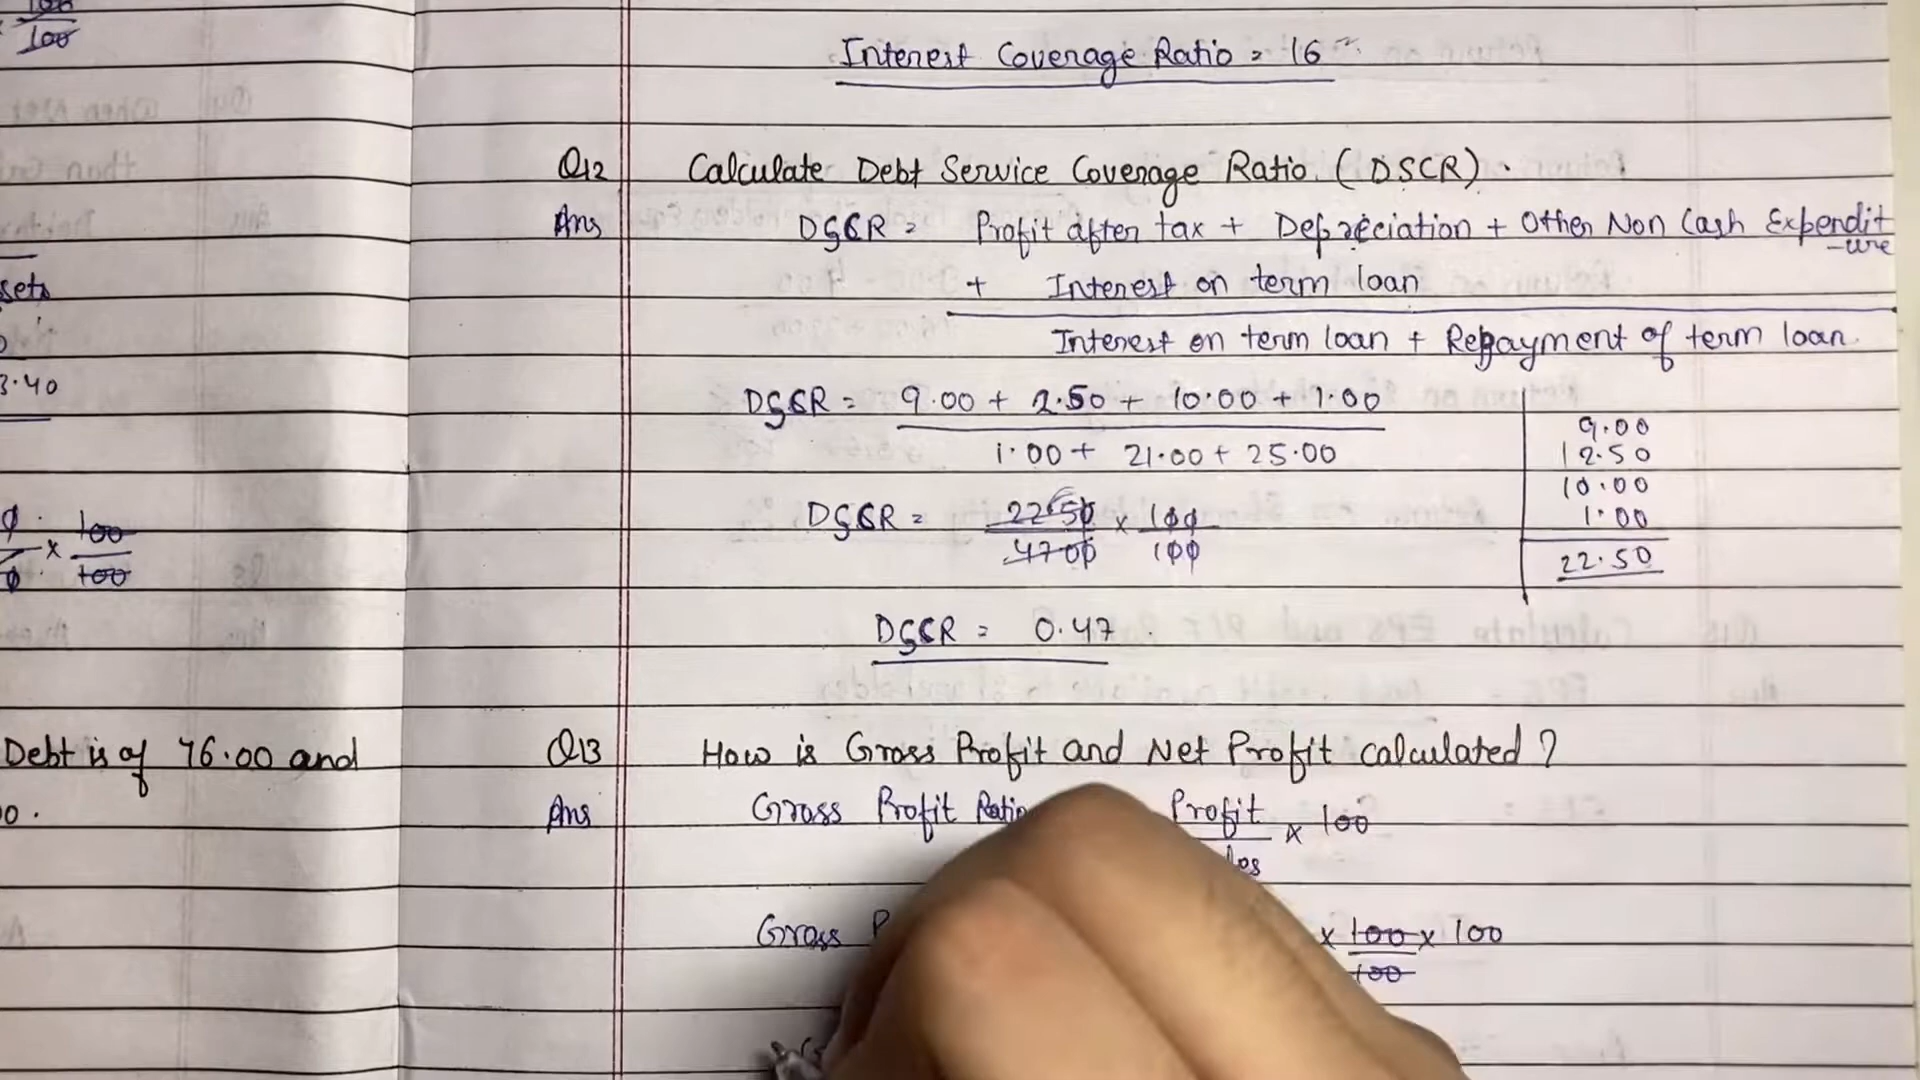 100
100
sets
3.40
100
100
Debt is of 76.00 and
0.
Interest Coverage Ratio = 16
Q12 Calculate Debt Service Coverage Ratio (DSCR).
Ans DSCR = Profit after tax + Depreciation + Other Non Cash Expendit
-ure
+ Interest on term loan
Interest on term loan + Repayment of term loan
DSCR = 9.00 + 2.50 + 10.00 + 1.00
1.00 + 21.00 + 25.00
9.00
12.50
10.00
1.00
22.50
DSCR = 2250 x 100
4700 100
DSCR = 0.47
Q13 How is Gross Profit and Net Profit calculated?
Ans Gross Profit Ratio Profit x 100
les
Gross P x 100 x 100
100